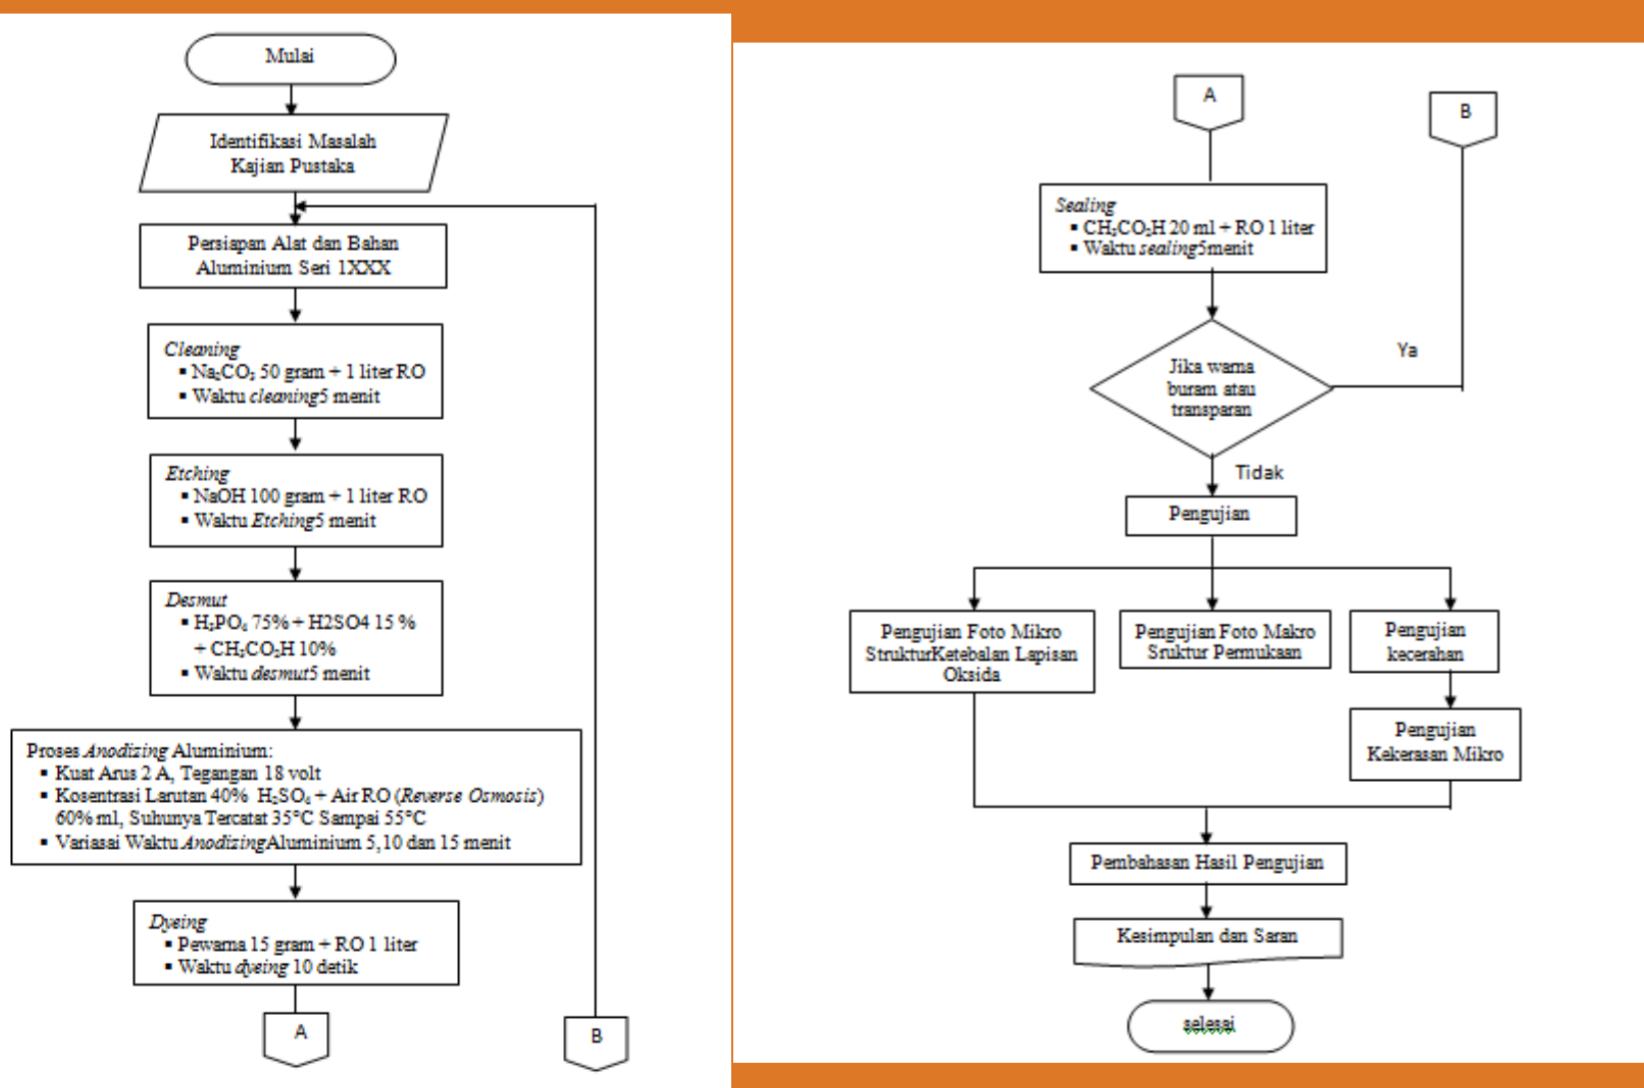 Mulai
Identifikasi Masalah
Kajian Pustaka
Persiapan Alat dan Bahan
Aluminium Seri 1XXX
Cleaning
▪ Na₂CO₃ 50 gram + 1 liter RO
▪ Waktu cleaning5 menit
Etching
▪ NaOH 100 gram + 1 liter RO
▪ Waktu Etching5 menit
Desmut
▪ H₃PO₄ 75% + H2SO4 15 %
+ CH₃CO₂H 10%
▪ Waktu desmut5 menit
Proses Anodizing Aluminium:
▪ Kuat Arus 2 A, Tegangan 18 volt
▪ Kosentrasi Larutan 40% H₂SO₄ + Air RO (Reverse Osmosis)
60% ml, Suhunya Tercatat 35°C Sampai 55°C
▪ Variasai Waktu AnodizingAluminium 5,10 dan 15 menit
Dyeing
▪ Pewarna 15 gram + RO 1 liter
▪ Waktu dyeing 10 detik
A
B
A
B
Sealing
▪ CH₃CO₂H 20 ml + RO 1 liter
▪ Waktu sealing5menit
Ya
Jika warna
buram atau
transparan
Tidak
Pengujian
Pengujian Foto Mikro
StrukturKetebalan Lapisan
Oksida
Pengujian Foto Makro
Sruktur Permukaan
Pengujian
kecerahan
Pengujian
Kekerasan Mikro
Pembahasan Hasil Pengujian
Kesimpulan dan Saran
selesai